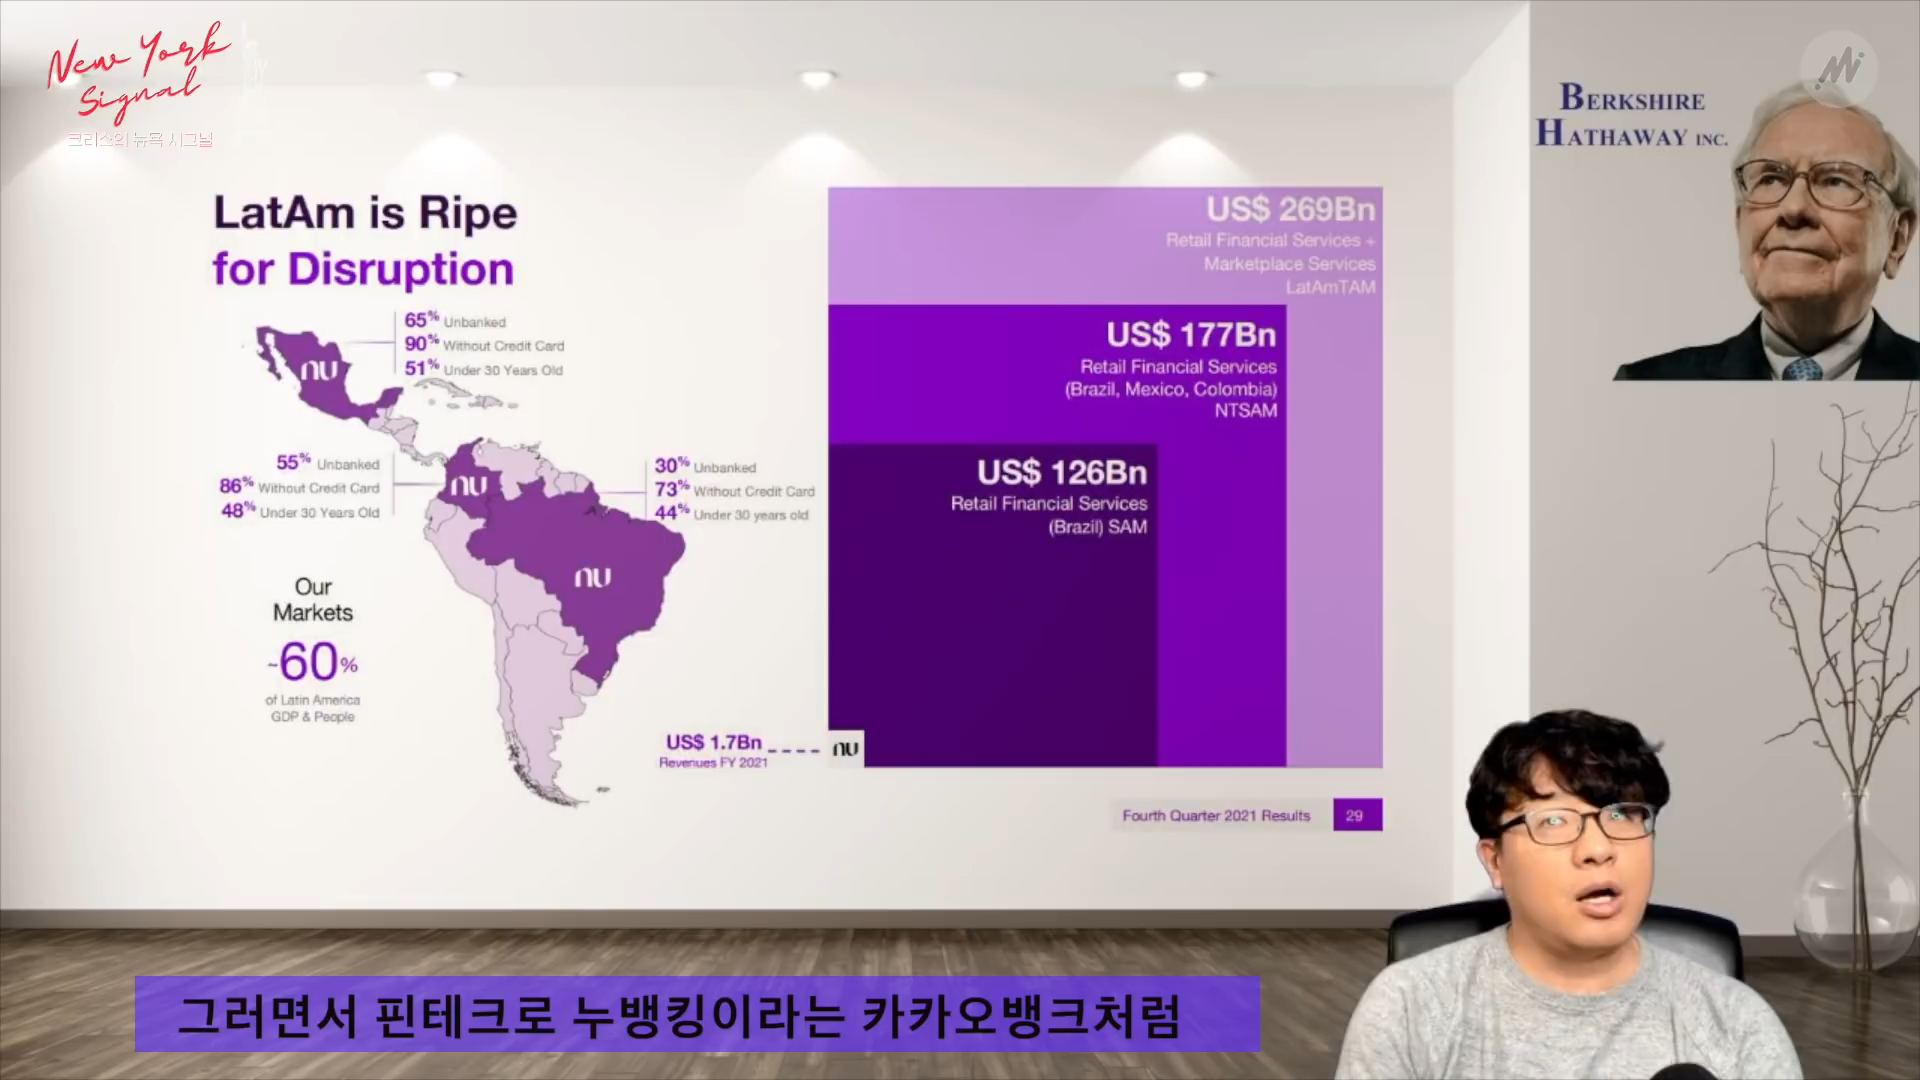 New York
Signal
크리스의 뉴욕 시그널
BERKSHIRE
HATHAWAY INC.
LatAm is Ripe
for Disruption
65% Unbanked
90% Without Credit Card
51% Under 30 Years Old
nu
55% Unbanked
86% Without Credit Card
48% Under 30 Years Old
nu
30% Unbanked
73% Without Credit Card
44% Under 30 years old
nu
Our
Markets
~60%
of Latin America
GDP & People
US$ 269Bn
Retail Financial Services +
Marketplace Services
LatAmTAM
US$ 177Bn
Retail Financial Services
(Brazil, Mexico, Colombia)
NTSAM
US$ 126Bn
Retail Financial Services
(Brazil) SAM
US$ 1.7Bn
Revenues FY 2021
nu
Fourth Quarter 2021 Results 29
그러면서 핀테크로 누뱅킹이라는 카카오뱅크처럼